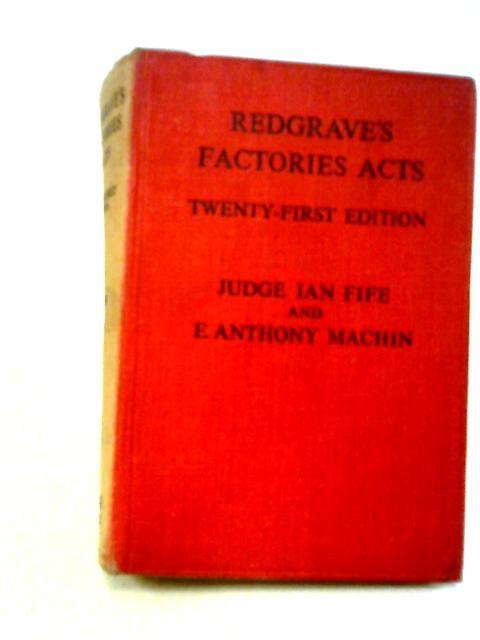 REDGRAVE'S
FACTORIES ACTS
TWENTY-FIRST EDITION
JUDGE IAN FIFE
AND
E. ANTHONY MACHIN